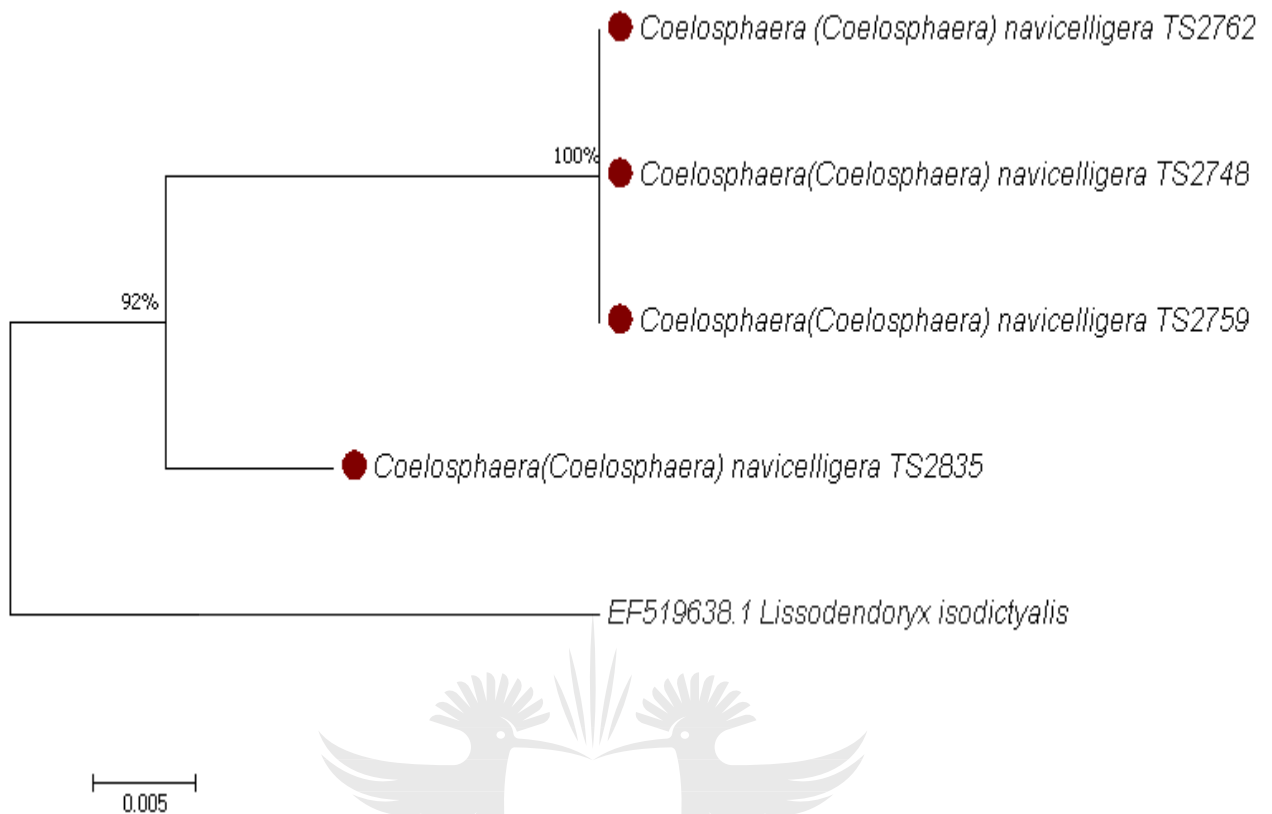 Coelosphaera (Coelosphaera) navicelligera TS2762
100%
Coelosphaera(Coelosphaera) navicelligera TS2748
92%
Coelosphaera(Coelosphaera) navicelligera TS2759
Coelosphaera(Coelosphaera) navicelligera TS2835
EF519638.1 Lissodendoryx isodictyalis
0.005